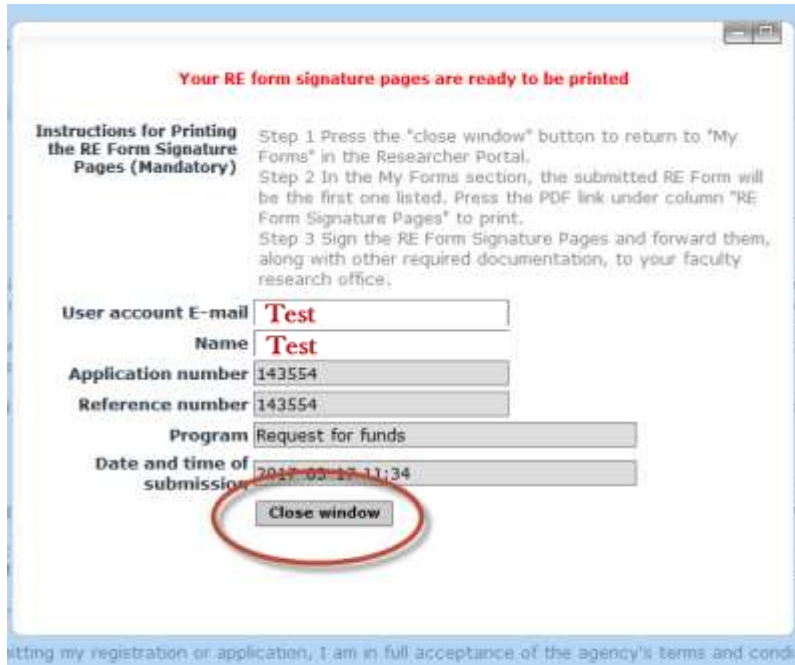 Your RE form signature pages are ready to be printed
Instructions for Printing
the RE Form Signature
Pages (Mandatory)
Step 1 Press the "close window" button to return to "My
Forms" in the Researcher Portal.
Step 2 In the My Forms section, the submitted RE Form will
be the first one listed. Press the PDF link under column "RE
Form Signature Pages" to print.
Step 3 Sign the RE Form Signature Pages and forward them,
along with other required documentation, to your faculty
research office.
User account E-mail Test
Name Test
Application number 143554
Reference number 143554
Program Request for funds
Date and time of
submission 2017-05-17 11:34
Close window
itting my registration or application, I am in full acceptance of the agency's terms and condi